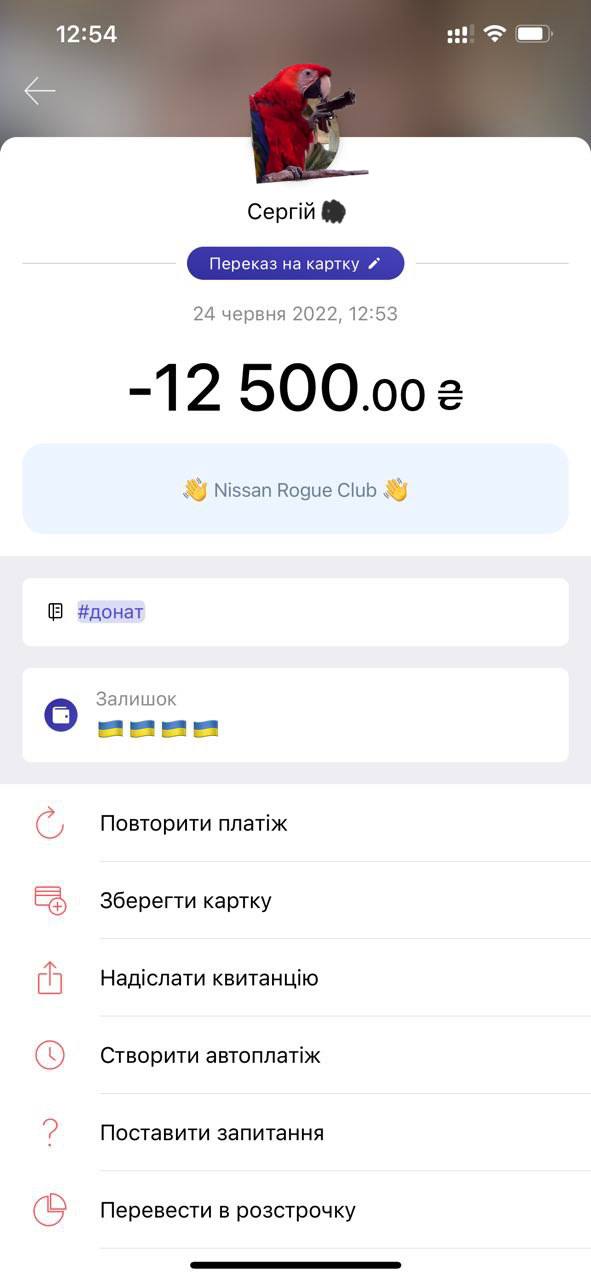 12:54
Сергій
Переказ на картку
24 червня 2022, 12:53
-12 500.00 ₴
👋 Nissan Rogue Club 👋
#донат
Залишок
🇺🇦 🇺🇦 🇺🇦 🇺🇦
Повторити платіж
Зберегти картку
Надіслати квитанцію
Створити автоплатіж
Поставити запитання
Перевести в розстрочку